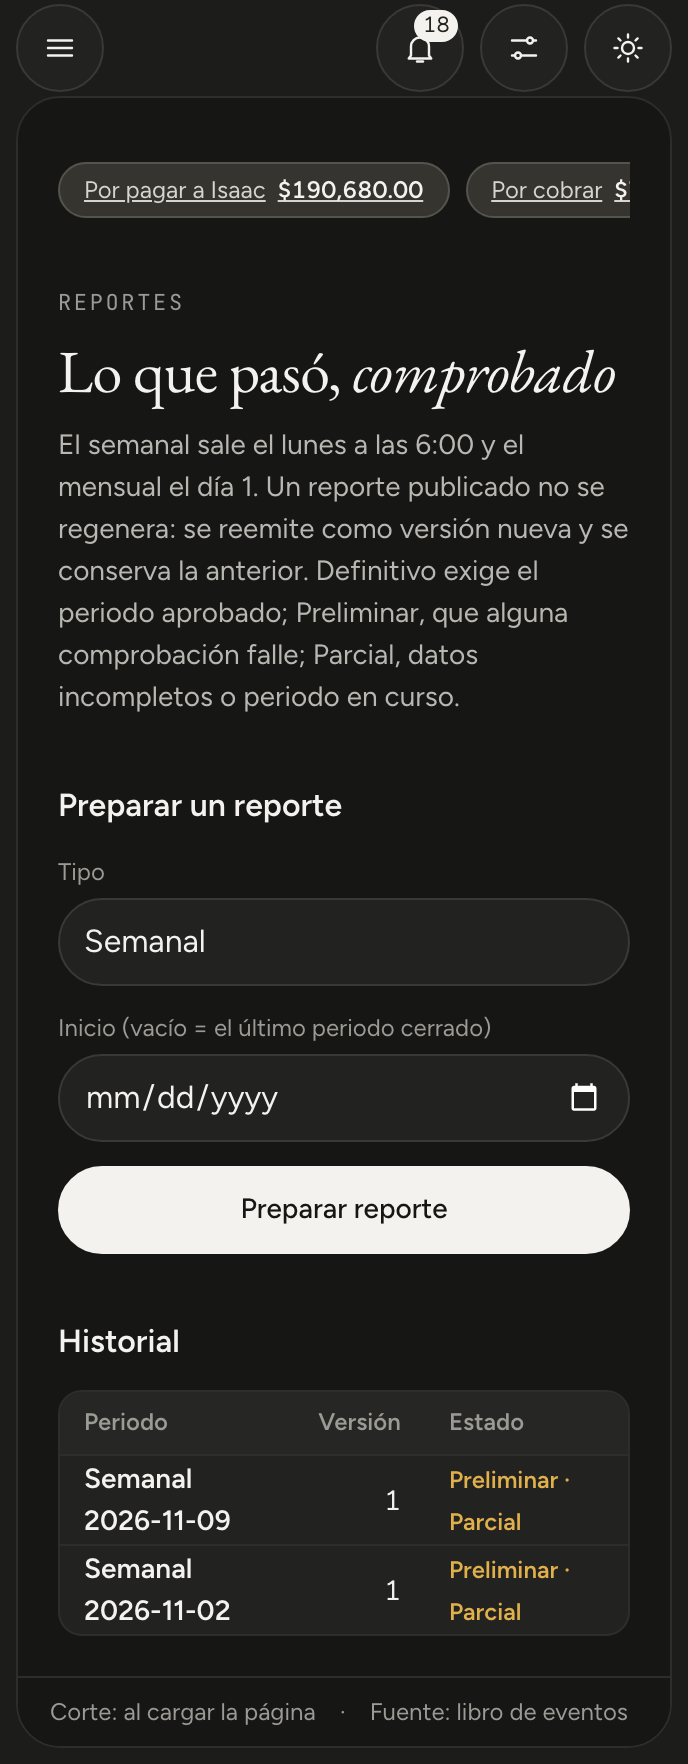 18
Por pagar a Isaac $190,680.00
Por cobrar
REPORTES
Lo que pasó, comprobado
El semanal sale el lunes a las 6:00 y el
mensual el día 1. Un reporte publicado no se
regenera: se reemite como versión nueva y se
conserva la anterior. Definitivo exige el
periodo aprobado; Preliminar, que alguna
comprobación falle; Parcial, datos
incompletos o periodo en curso.
Preparar un reporte
Tipo
Semanal
Inicio (vacío = el último periodo cerrado)
mm/dd/yyyy
Preparar reporte
Historial
Periodo Versión Estado
Semanal
2026-11-09
1
Preliminar ·
Parcial
Semanal
2026-11-02
1
Preliminar ·
Parcial
Corte: al cargar la página · Fuente: libro de eventos